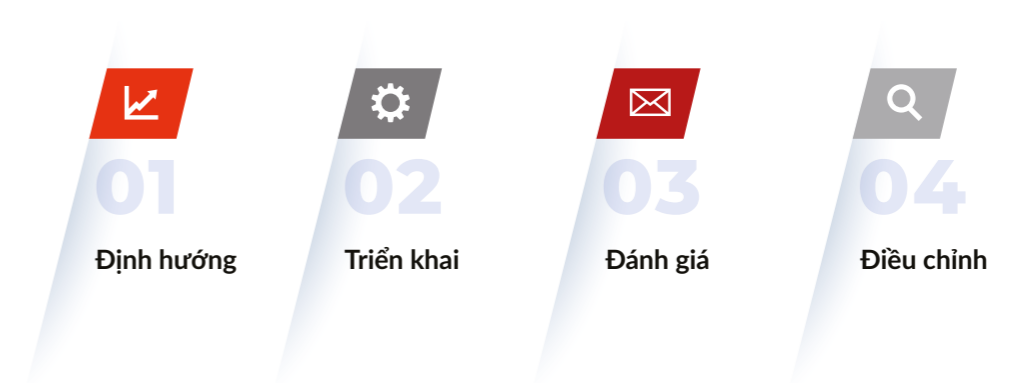 01
02
03
04
Định hướng
Triển khai
Đánh giá
Điều chỉnh